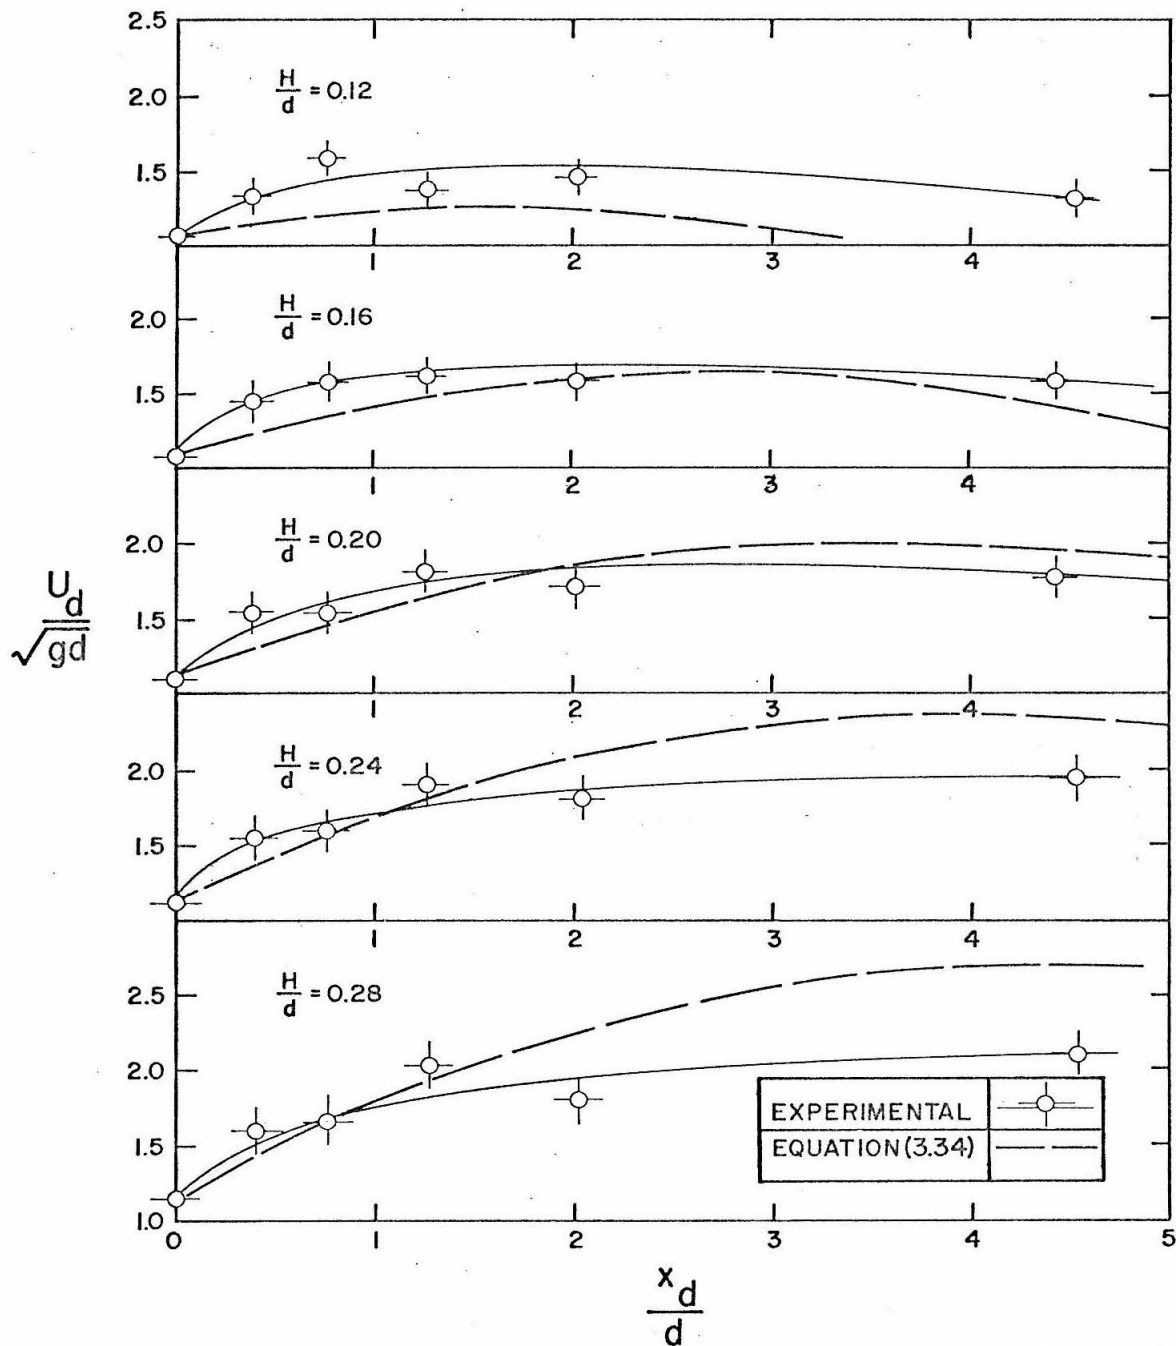 2.5
2.0
1.5
H/d = 0.12
1 2 3 4
2.0
1.5
H/d = 0.16
1 2 3 4
2.0
1.5
H/d = 0.20
1 2 3 4
2.0
1.5
H/d = 0.24
1 2 3 4
2.5
2.0
1.5
1.0
H/d = 0.28
EXPERIMENTAL
EQUATION (3.34)
0 1 2 3 4 5
U_d/√gd
x_d/d